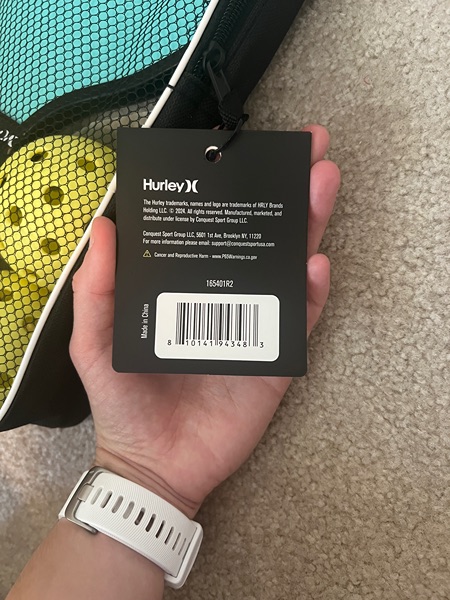 Hurley
The Hurley trademarks, names and logo are trademarks of HRLY Brands
Holding LLC. © 2024. All rights reserved. Manufactured, marketed, and
distribute under license by Conquest Sport Group LLC.
Conquest Sport Group LLC, 5601 1st Ave, Brooklyn NY, 11220
For more information please email: support@conquestsportusa.com
Cancer and Reproductive Harm - www.P65Warnings.ca.gov
165401R2
Made in China
8 10141 94348 3